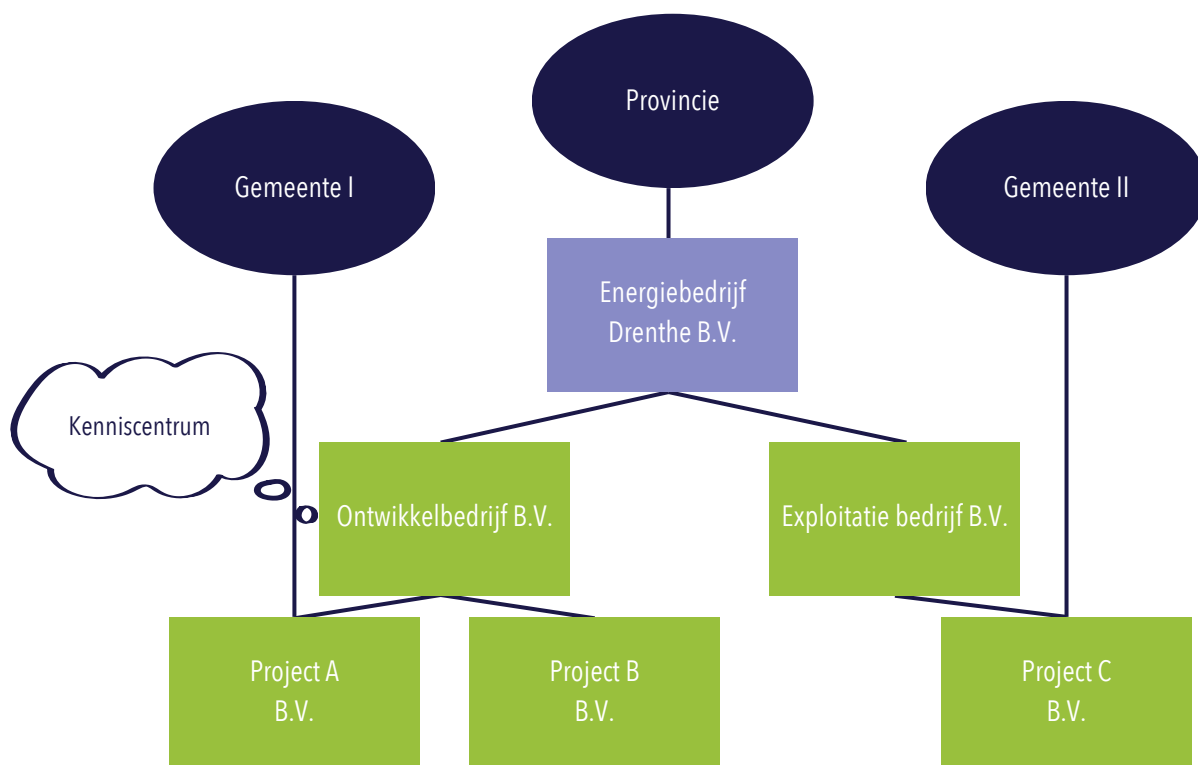 Provincie
Gemeente I
Gemeente II
Energiebedrijf
Drenthe B.V.
Kenniscentrum
Ontwikkelbedrijf B.V.
Exploitatie bedrijf B.V.
Project A
B.V.
Project B
B.V.
Project C
B.V.